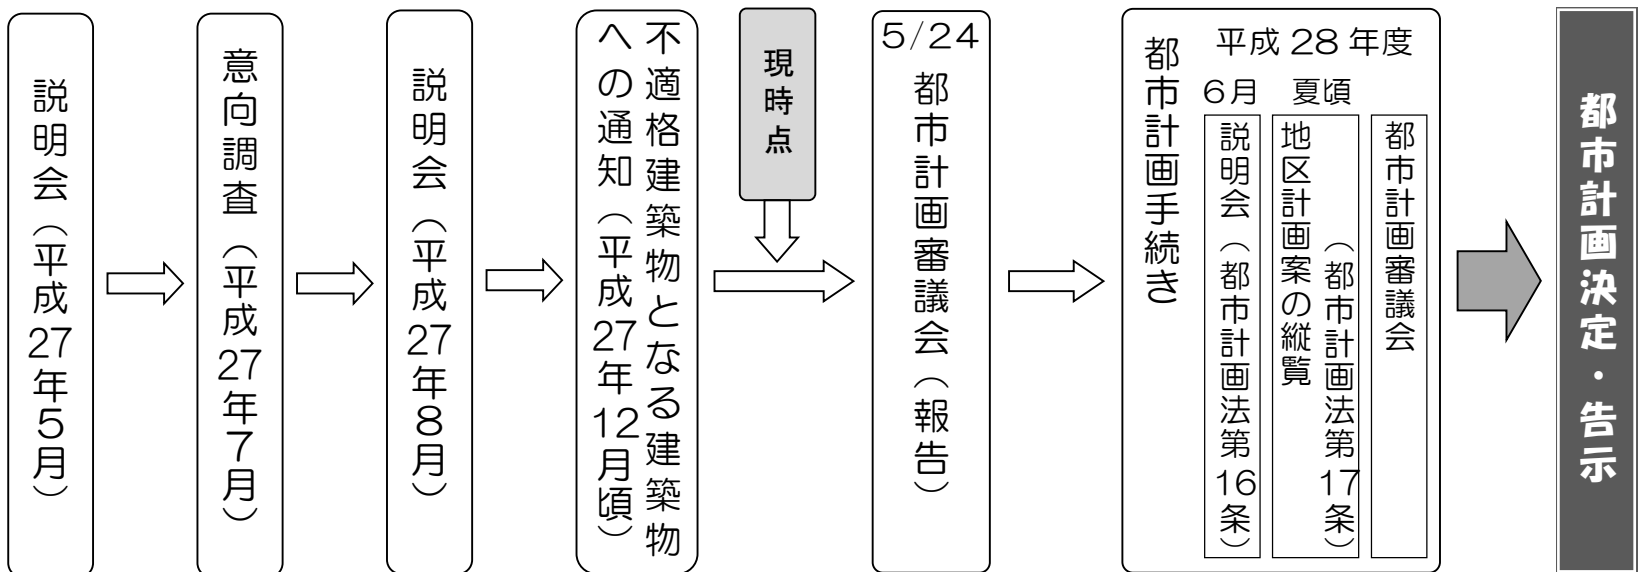 説明会（平成27年5月）
意向調査（平成27年7月）
説明会（平成27年8月）
不適格建築物となる建築物
への通知（平成27年12月頃）
現時点
5/24
都市計画審議会（報告）
都市計画手続き
平成28年度
6月
夏頃
説明会（都市計画法第16条）
地区計画案の縦覧
（都市計画法第17条）
都市計画審議会
都市計画決定・告示